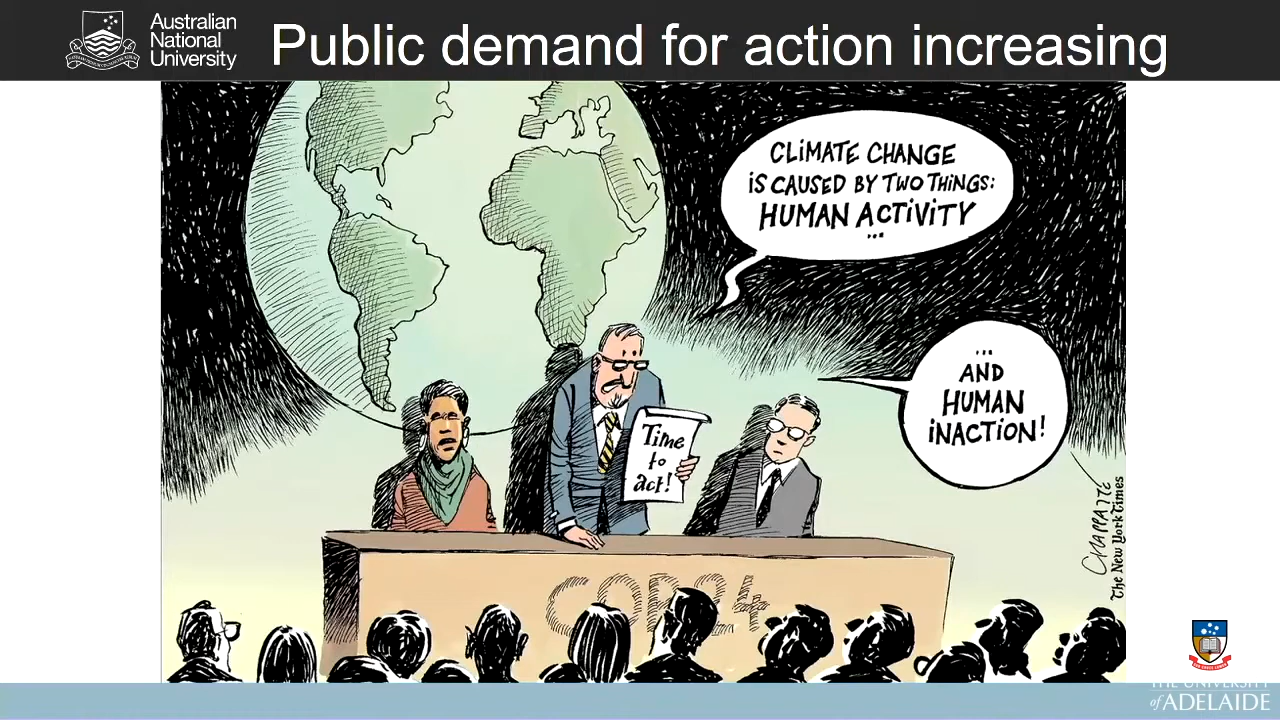 Australian
National
University
Public demand for action increasing
CLiMATE CHANGE
iS CAUSED BY TWO THiNGS:
HUMAN ACTiViTY
...
...
AND
HUMAN
iNACTiON!
Time
to
act!
COP24
CHAPPATTE
The New York Times
THE UNIVERSITY
of ADELAIDE